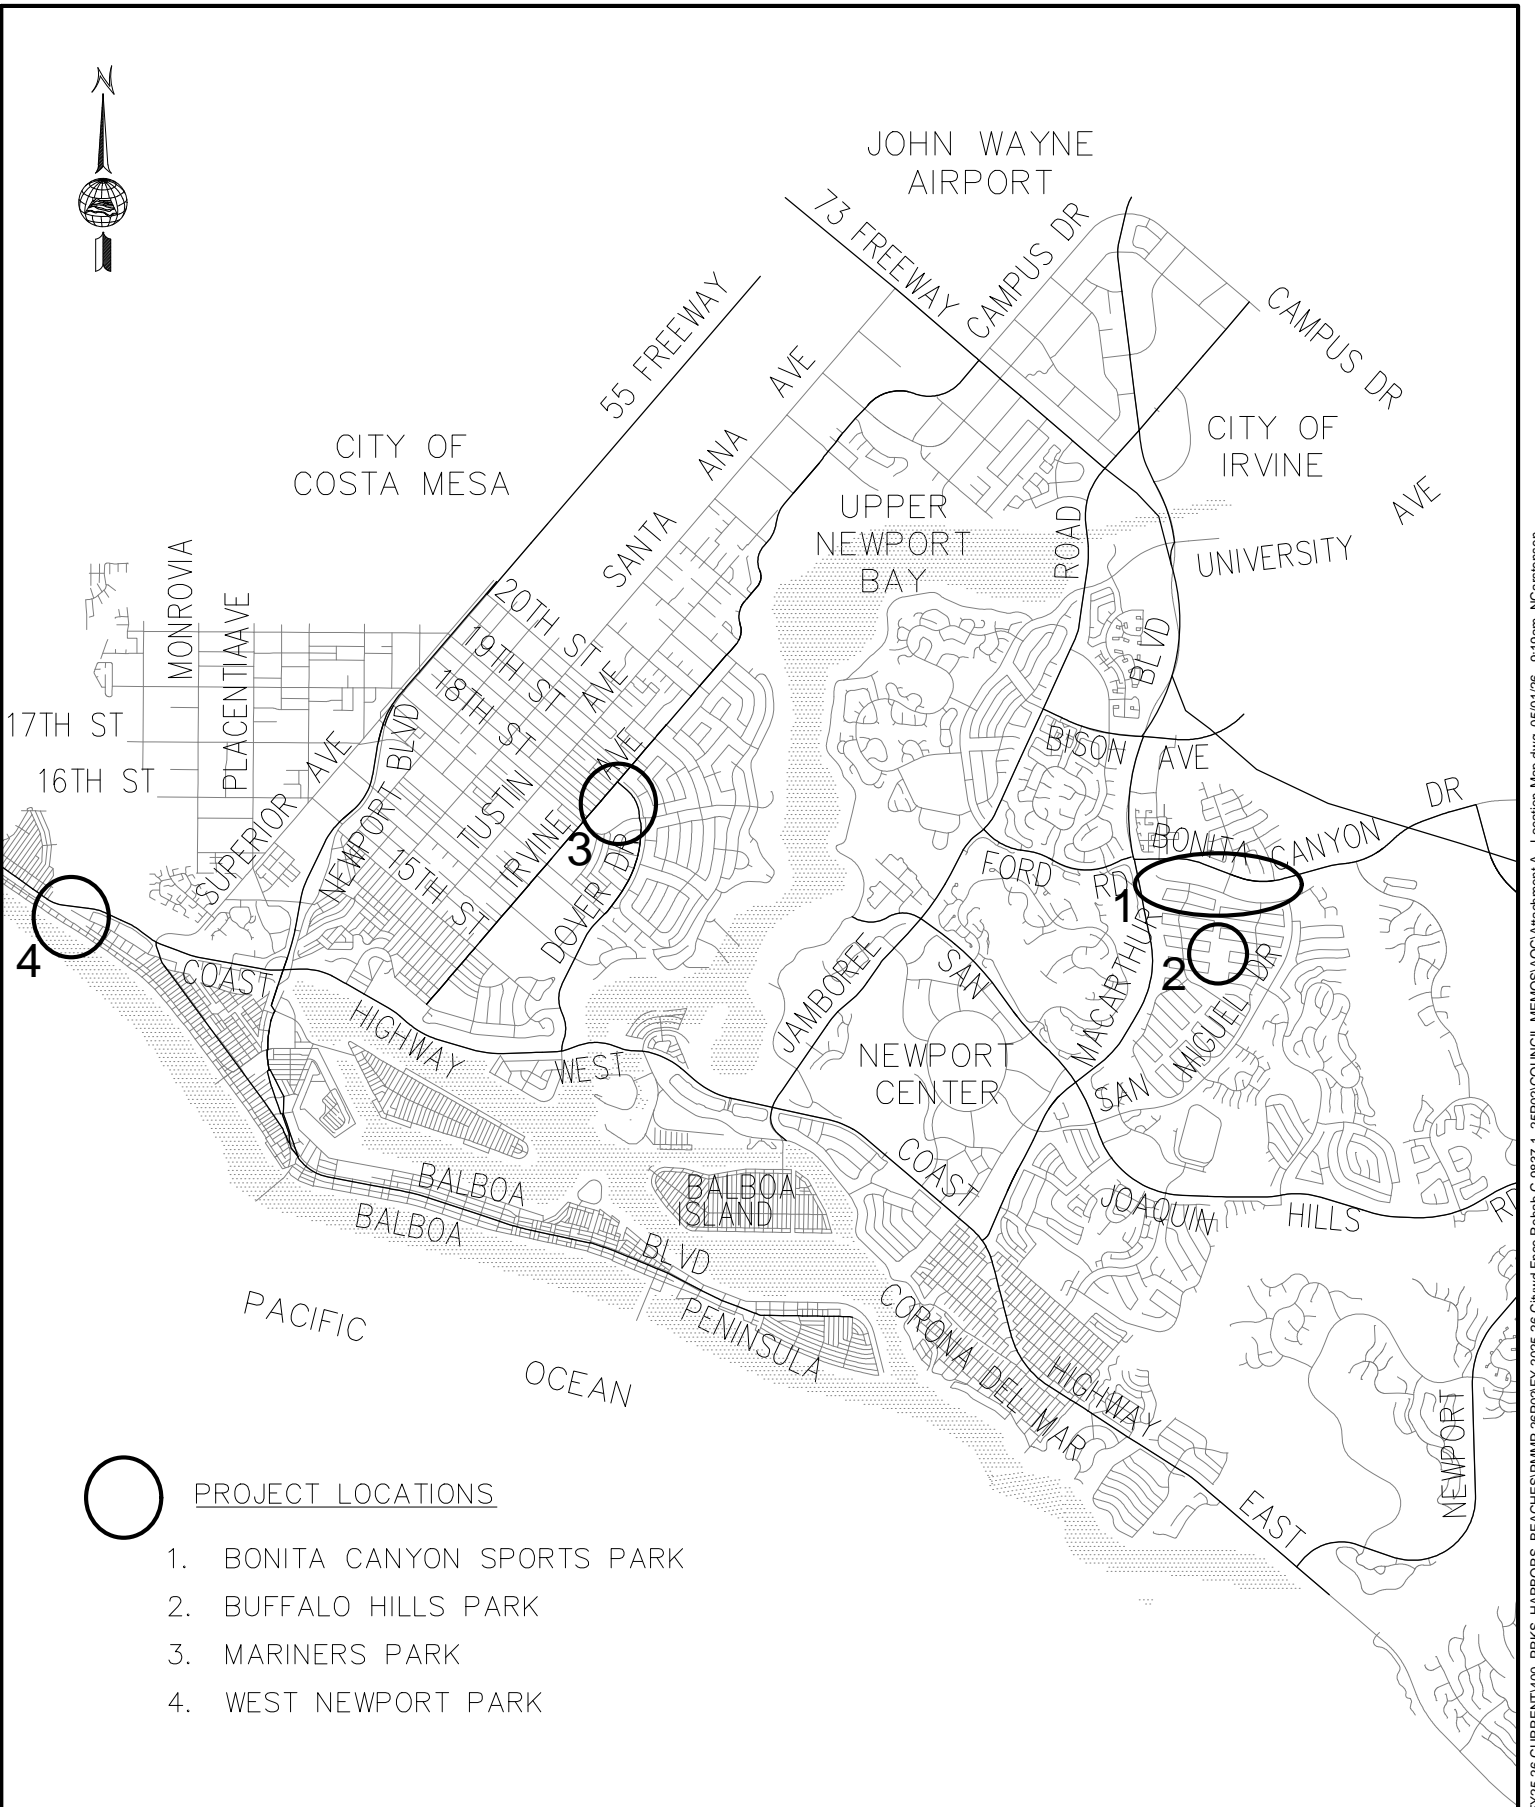 N
JOHN WAYNE
AIRPORT
73 FREEWAY
CAMPUS DR
CAMPUS DR
55 FREEWAY
SANTA ANA AVE
CITY OF
COSTA MESA
CITY OF
IRVINE
UPPER
NEWPORT
BAY
ROAD
UNIVERSITY AVE
MONROVIA
PLACENTIA AVE
20TH ST
19TH ST
18TH ST
17TH ST
16TH ST
15TH ST
SUPERIOR AVE
NEWPORT BLVD
TUSTIN AVE
IRVINE AVE
DOVER DR
3
BLVD
BISON AVE
BONITA CANYON DR
FORD RD
1
2
4
MACARTHUR
SAN MIGUEL DR
JAMBOREE
SAN
COAST
HIGHWAY
WEST
NEWPORT
CENTER
COAST
JOAQUIN
HILLS
RD
BALBOA
ISLAND
BALBOA
BLVD
BALBOA
PENINSULA
CORONA DEL MAR
HIGHWAY
EAST
NEWPORT
PACIFIC
OCEAN
PROJECT LOCATIONS
1. BONITA CANYON SPORTS PARK
2. BUFFALO HILLS PARK
3. MARINERS PARK
4. WEST NEWPORT PARK